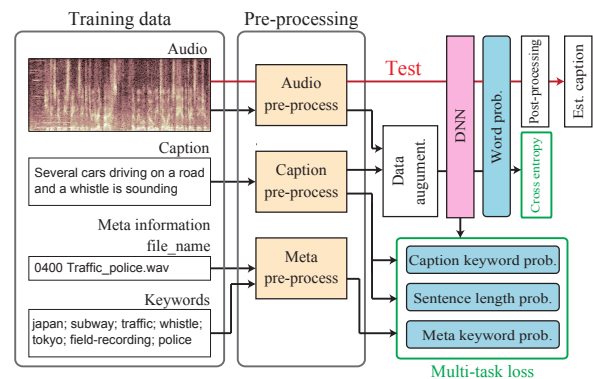 Training data
Pre-processing
Audio
Audio
pre-process
Test
DNN
Word prob.
Post-processing
Est. caption
Caption
Several cars driving on a road
and a whistle is sounding
Caption
pre-process
Data
augument.
Cross entropy
Meta information
file_name
0400 Traffic_police.wav
Meta
pre-process
Keywords
japan; subway; traffic; whistle;
tokyo; field-recording; police
Caption keyword prob.
Sentence length prob.
Meta keyword prob.
Multi-task loss